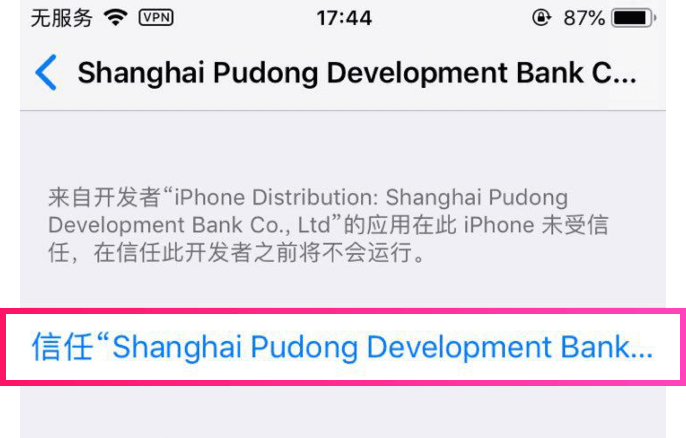 无服务 VPN 17:44 87%
Shanghai Pudong Development Bank C...
来自开发者“iPhone Distribution: Shanghai Pudong
Development Bank Co., Ltd”的应用在此 iPhone 未受信
任，在信任此开发者之前将不会运行。
信任“Shanghai Pudong Development Bank...